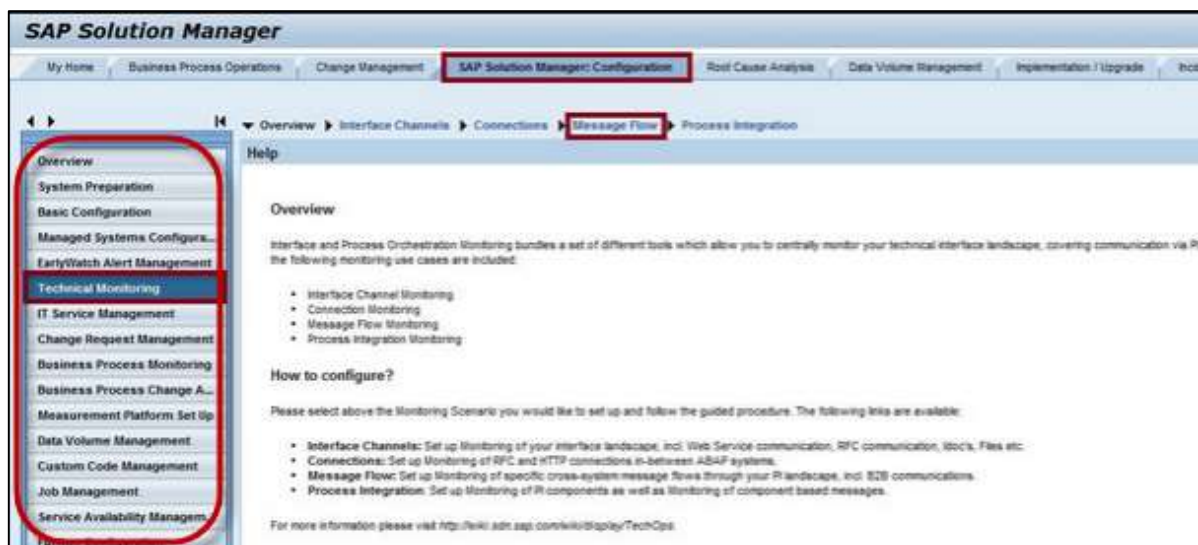 SAP Solution Manager
My Home Business Process Operations Change Management SAP Solution Manager: Configuration Root Cause Analysis Data Volume Management Implementation / Upgrade
Overview Interface Channels Connections Message Flow Process Integration
Help
Overview
System Preparation
Basic Configuration
Managed Systems Configura...
EarlyWatch Alert Management
Technical Monitoring
IT Service Management
Change Request Management
Business Process Monitoring
Business Process Change A...
Measurement Platform Set Up
Data Volume Management
Custom Code Management
Job Management
Service Availability Managem...
Overview
Interface and Process Orchestration Monitoring bundles a set of different tools which allow you to centrally monitor your technical interface landscape, covering communication via
the following monitoring use cases are included:
• Interface Channel Monitoring
• Connection Monitoring
• Message Flow Monitoring
• Process Integration Monitoring
How to configure?
Please select above the Monitoring Scenario you would like to set up and follow the guided procedure. The following links are available:
• Interface Channels: Set up Monitoring of your interface landscape, incl. Web Service communication, RFC communication, Idoc's, Files etc.
• Connections: Set up Monitoring of RFC and HTTP connections in-between ABAP systems.
• Message Flow: Set up Monitoring of specific cross-system message flows through your PI landscape, incl. B2B communications.
• Process Integration: Set up Monitoring of PI components as well as Monitoring of component based messages.
For more information please visit http://wiki.sdn.sap.com/wiki/display/TechOps.